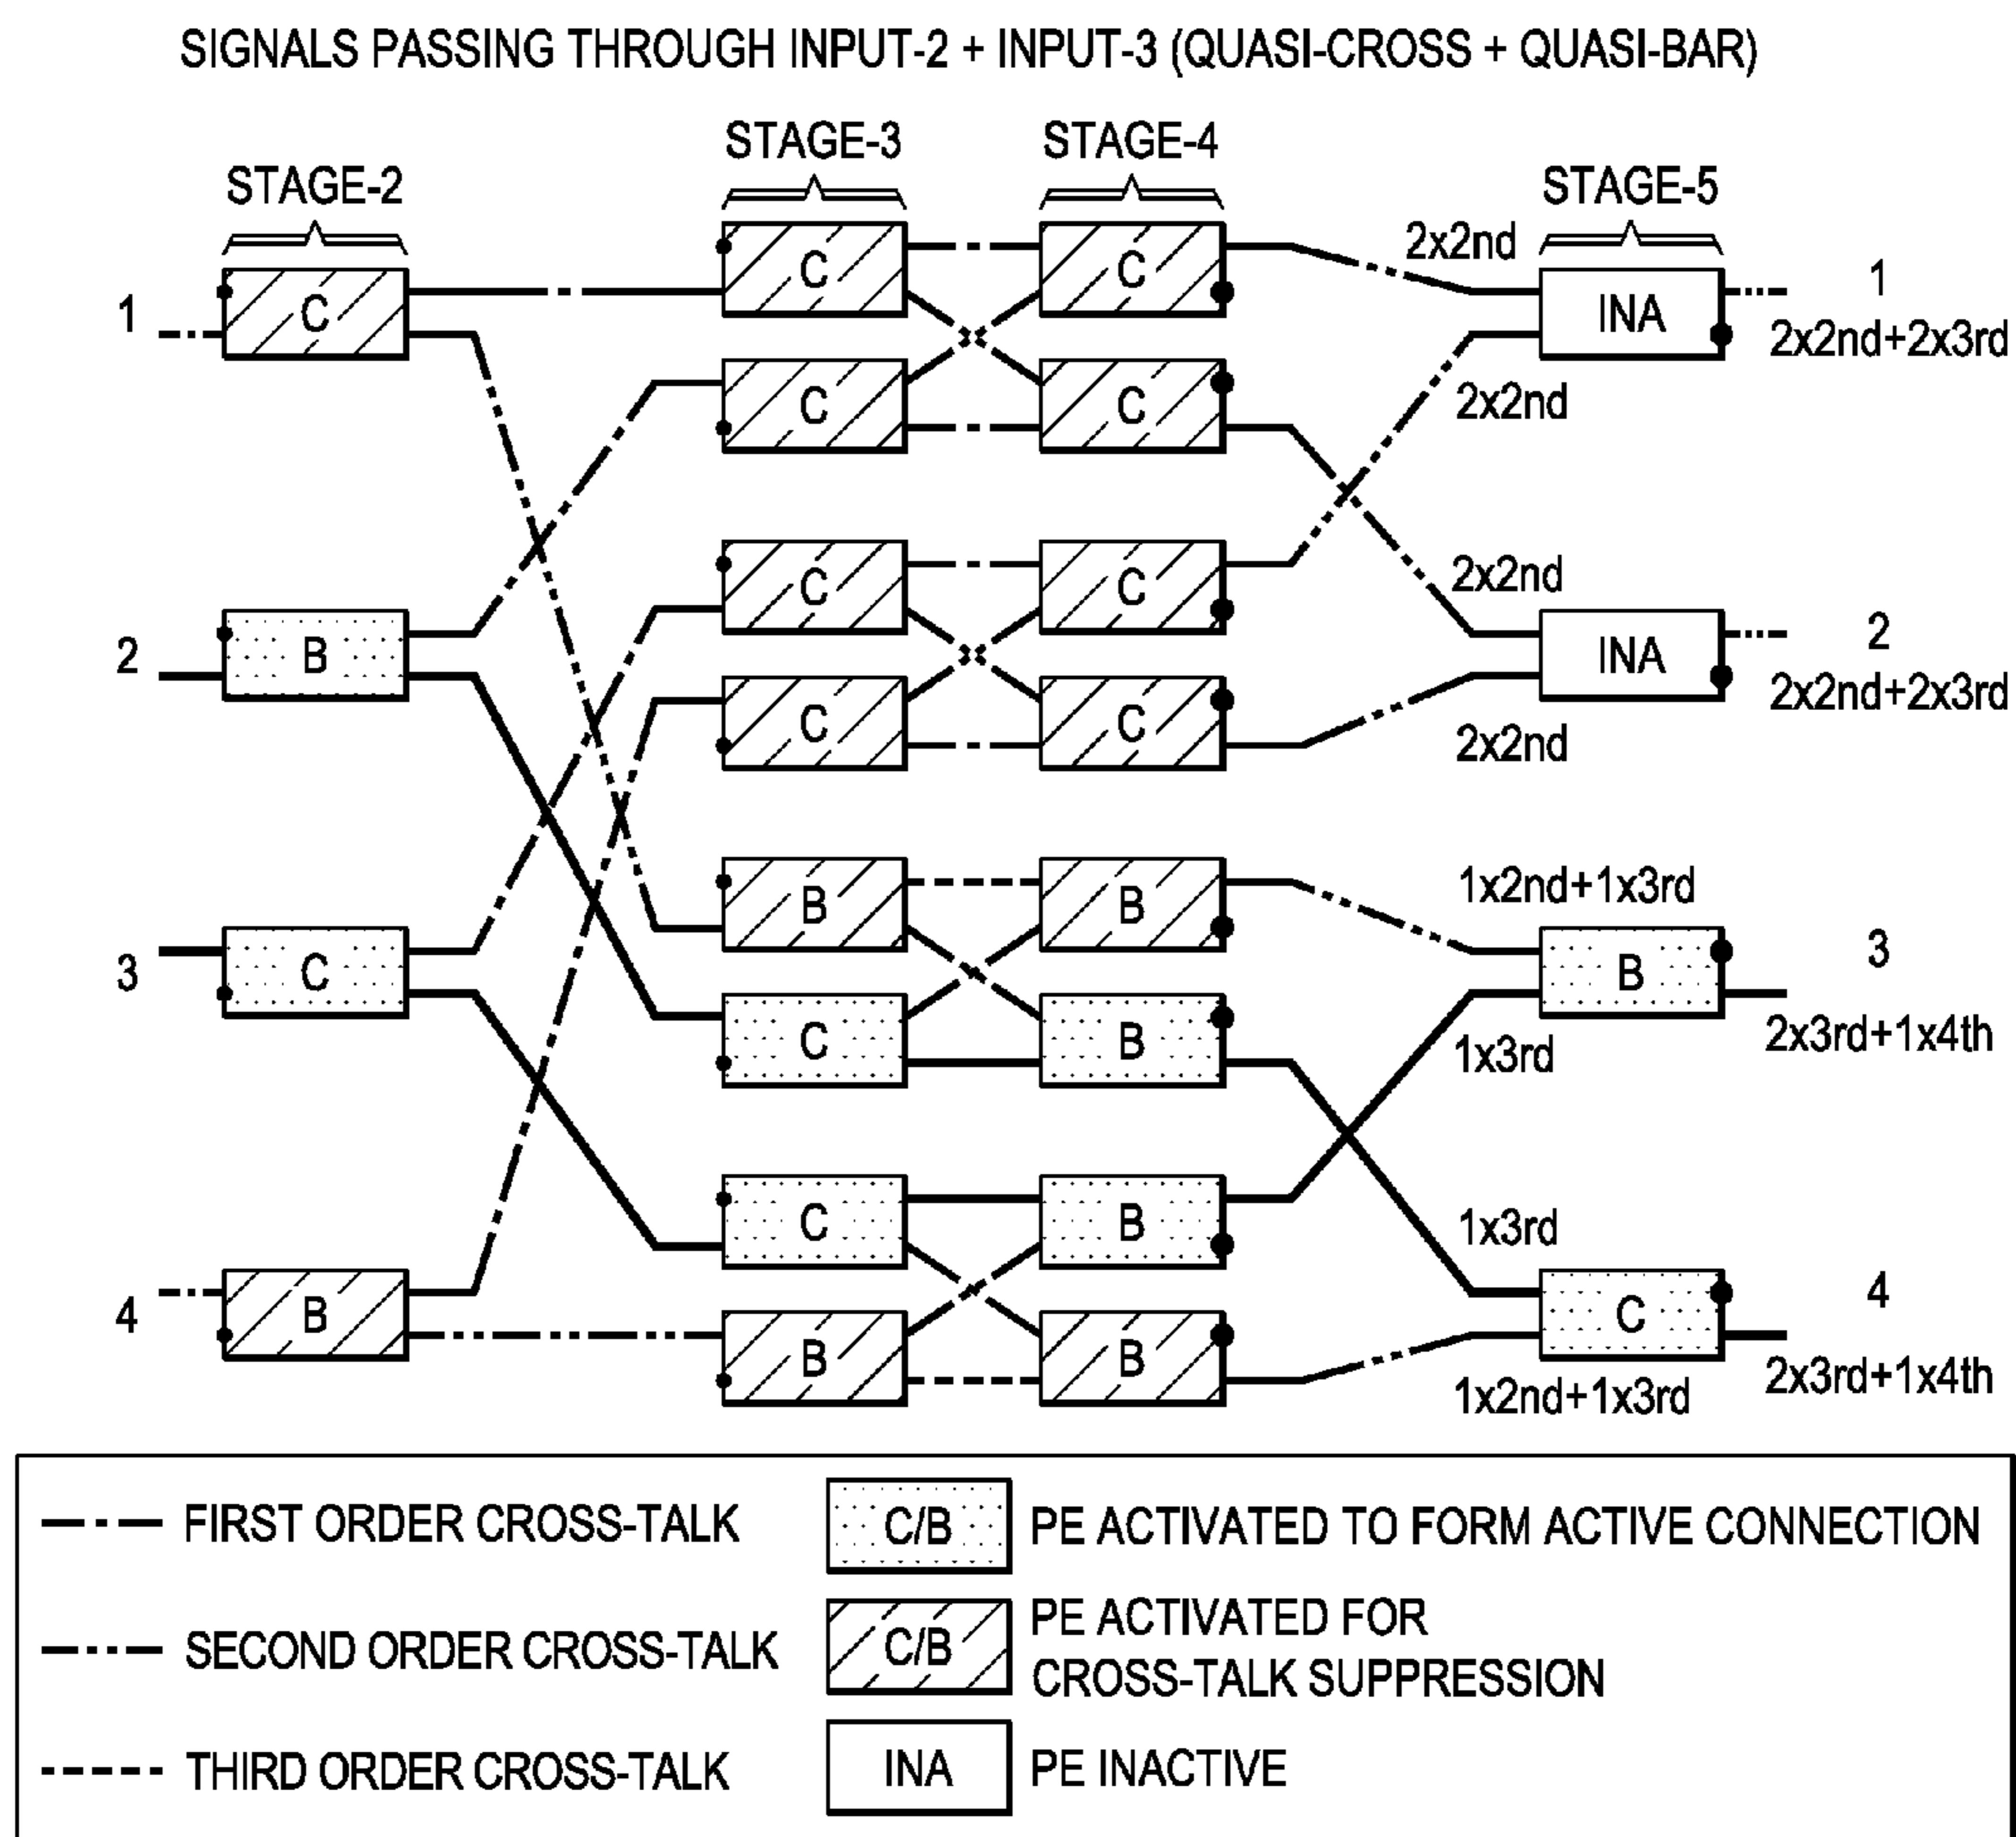 SIGNALS PASSING THROUGH INPUT-2 + INPUT-3 (QUASI-CROSS + QUASI-BAR)
STAGE-2
STAGE-3
STAGE-4
STAGE-5
1
C
C
C
2x2nd
INA
1
2x2nd+2x3rd
C
C
2x2nd
2
B
C
C
2x2nd
INA
2
2x2nd+2x3rd
C
C
2x2nd
3
C
B
B
1x2nd+1x3rd
B
3
2x3rd+1x4th
C
B
1x3rd
4
B
C
B
1x3rd
C
4
2x3rd+1x4th
B
B
1x2nd+1x3rd
FIRST ORDER CROSS-TALK
C/B
PE ACTIVATED TO FORM ACTIVE CONNECTION
SECOND ORDER CROSS-TALK
C/B
PE ACTIVATED FOR
CROSS-TALK SUPPRESSION
THIRD ORDER CROSS-TALK
INA
PE INACTIVE